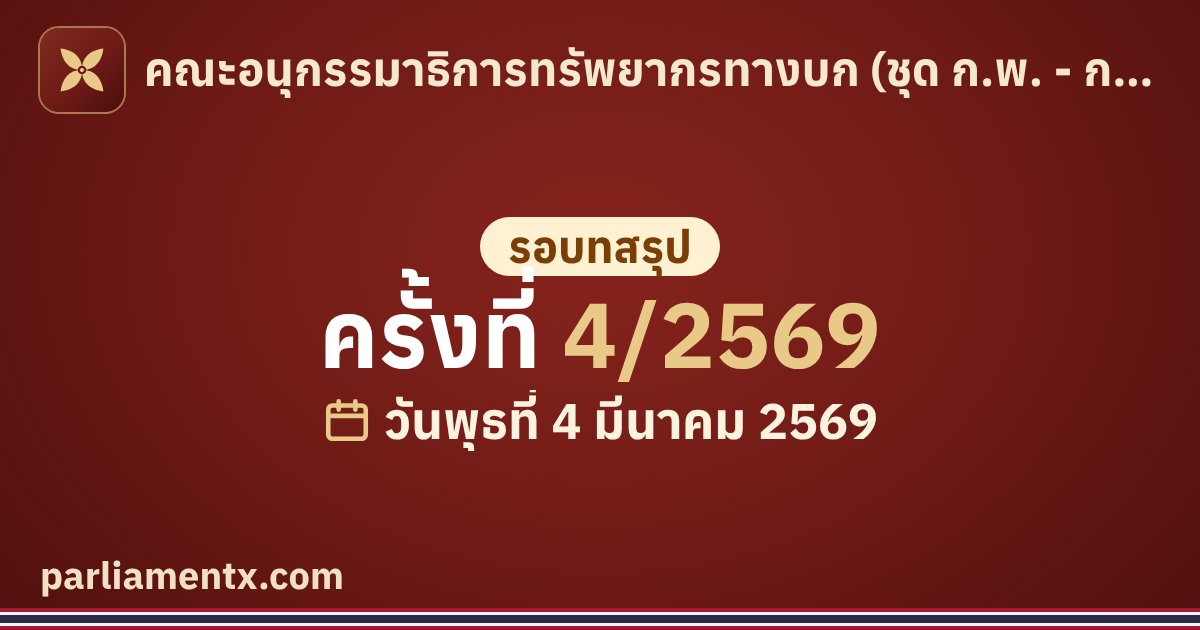 คณะอนุกรรมาธิการทรัพยากรทางบก (ชุด ก.พ. - ก...
รอบทสรุป
ครั้งที่ 4/2569
วันพุธที่ 4 มีนาคม 2569
parliamentx.com